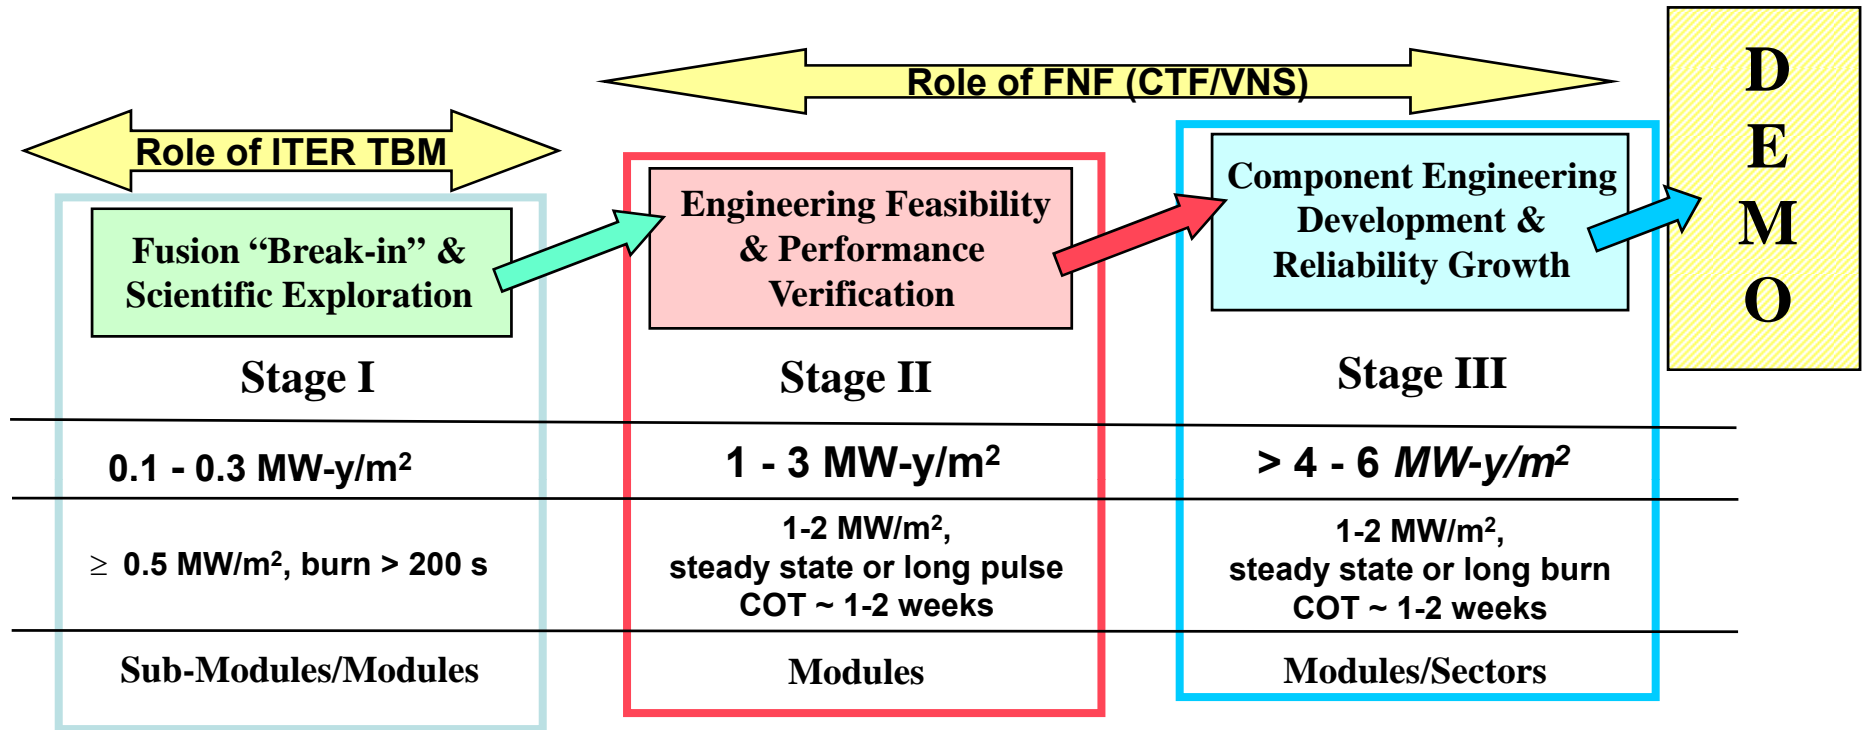 Role of FNF (CTF/VNS)
D
E
M
O
Role of ITER TBM
Fusion “Break-in” &
Scientific Exploration
Engineering Feasibility
& Performance
Verification
Component Engineering
Development &
Reliability Growth
Stage I
Stage II
Stage III
0.1 - 0.3 MW-y/m²
1 - 3 MW-y/m²
> 4 - 6 MW-y/m²
≥ 0.5 MW/m², burn > 200 s
1-2 MW/m²,
steady state or long pulse
COT ~ 1-2 weeks
1-2 MW/m²,
steady state or long burn
COT ~ 1-2 weeks
Sub-Modules/Modules
Modules
Modules/Sectors